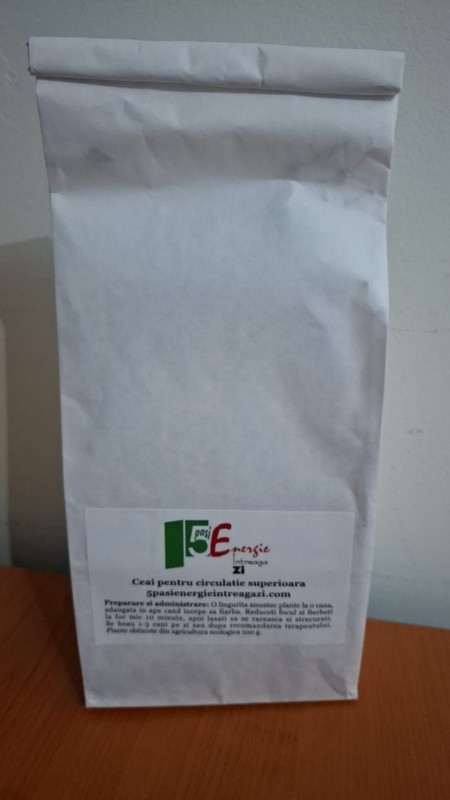 5 pasi Energie
intreaga
zi
Ceai pentru circulatie superioara
5pasienergieintreagazi.com
Preparare si administrare: O lingurita amestec plante la o cana,
adaugata in apa cand incepe sa fiarba. Reduceti focul si fierbeti
la foc mic 10 minute, apoi lasati sa se raceasca si strecurati.
Se beau 1-3 cani pe zi sau dupa recomandarea terapeutului.
Plante obtinute din agricultura ecologica 100 g.